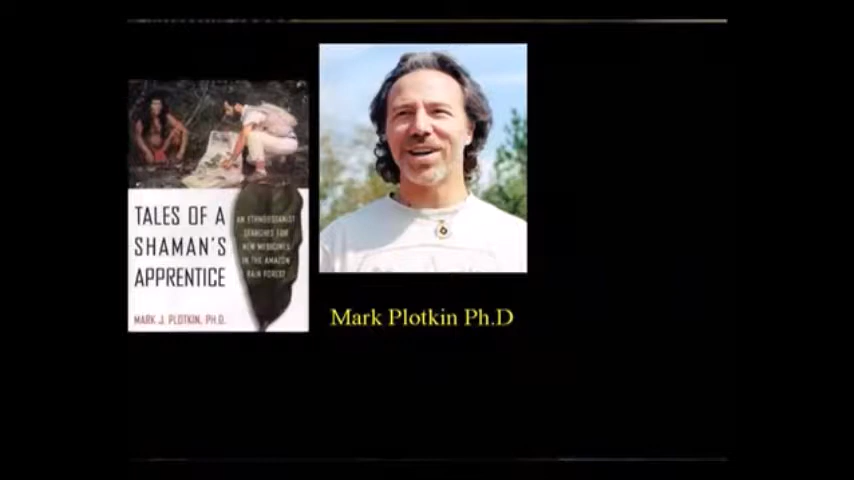 TALES OF A
SHAMAN'S
APPRENTICE
AN ETHNOBOTANIST
SEARCHES FOR
NEW MEDICINES
IN THE AMAZON
RAIN FOREST
MARK J. PLOTKIN, PH.D.
Mark Plotkin Ph.D